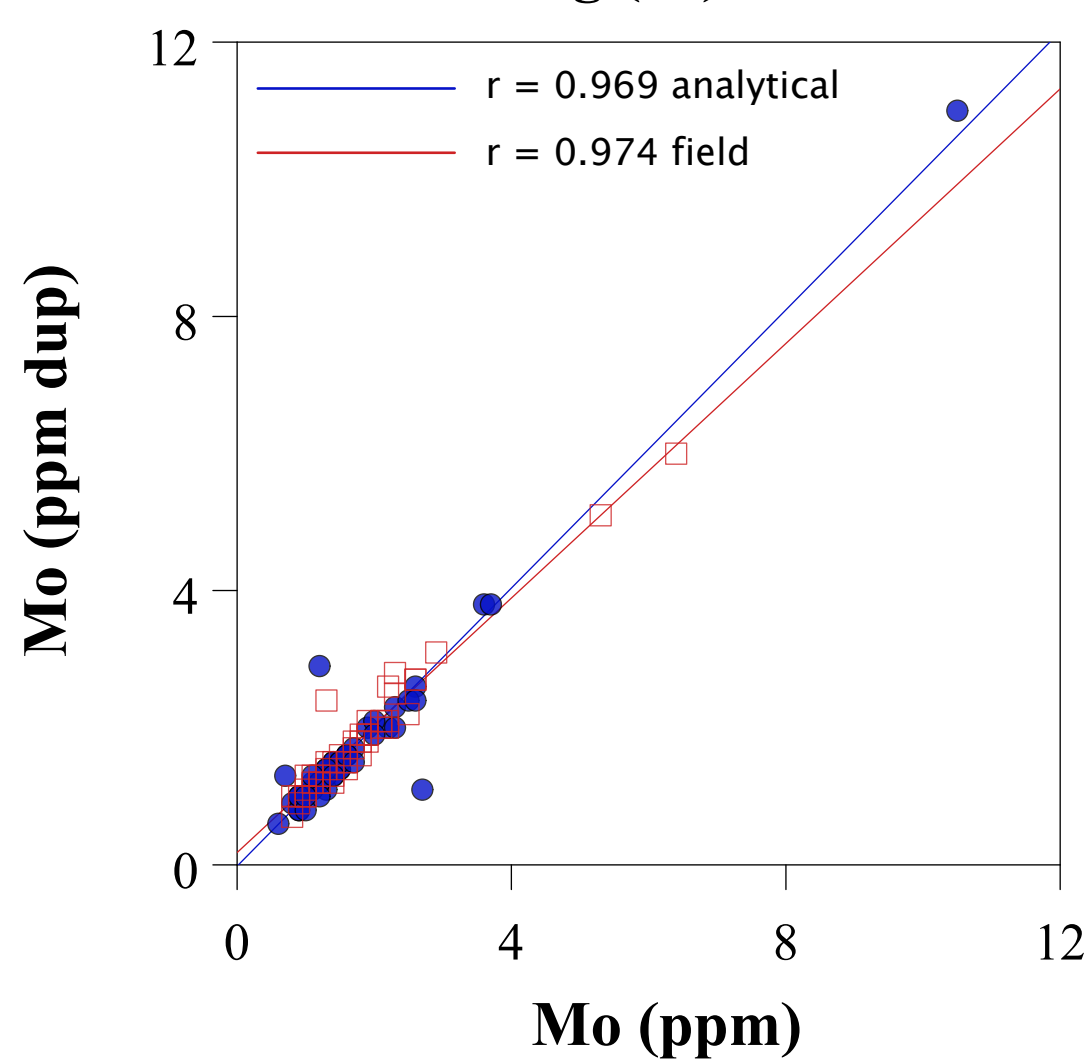 12
r = 0.969 analytical
r = 0.974 field
8
Mo (ppm dup)
4
0
0 4 8 12
Mo (ppm)